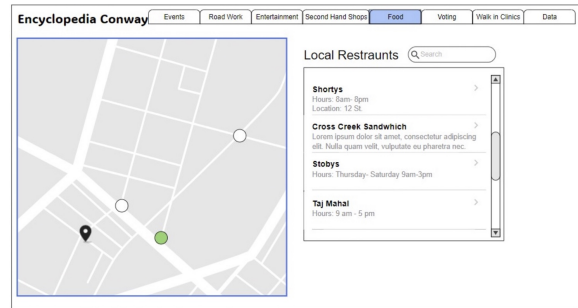 Encyclopedia Conway
Events
Road Work
Entertainment
Second Hand Shops
Food
Voting
Walk in Clinics
Data
Local Restraunts
Search
Shortys
Hours: 8am- 8pm
Location: 12 St.
Cross Creek Sandwhich
Lorem ipsum dolor sit amet, consectetur adipiscing
elit. Nulla quam velit, vulputate eu pharetra nec.
Stobys
Hours: Thursday- Saturday 9am-3pm
Taj Mahal
Hours: 9 am - 5 pm